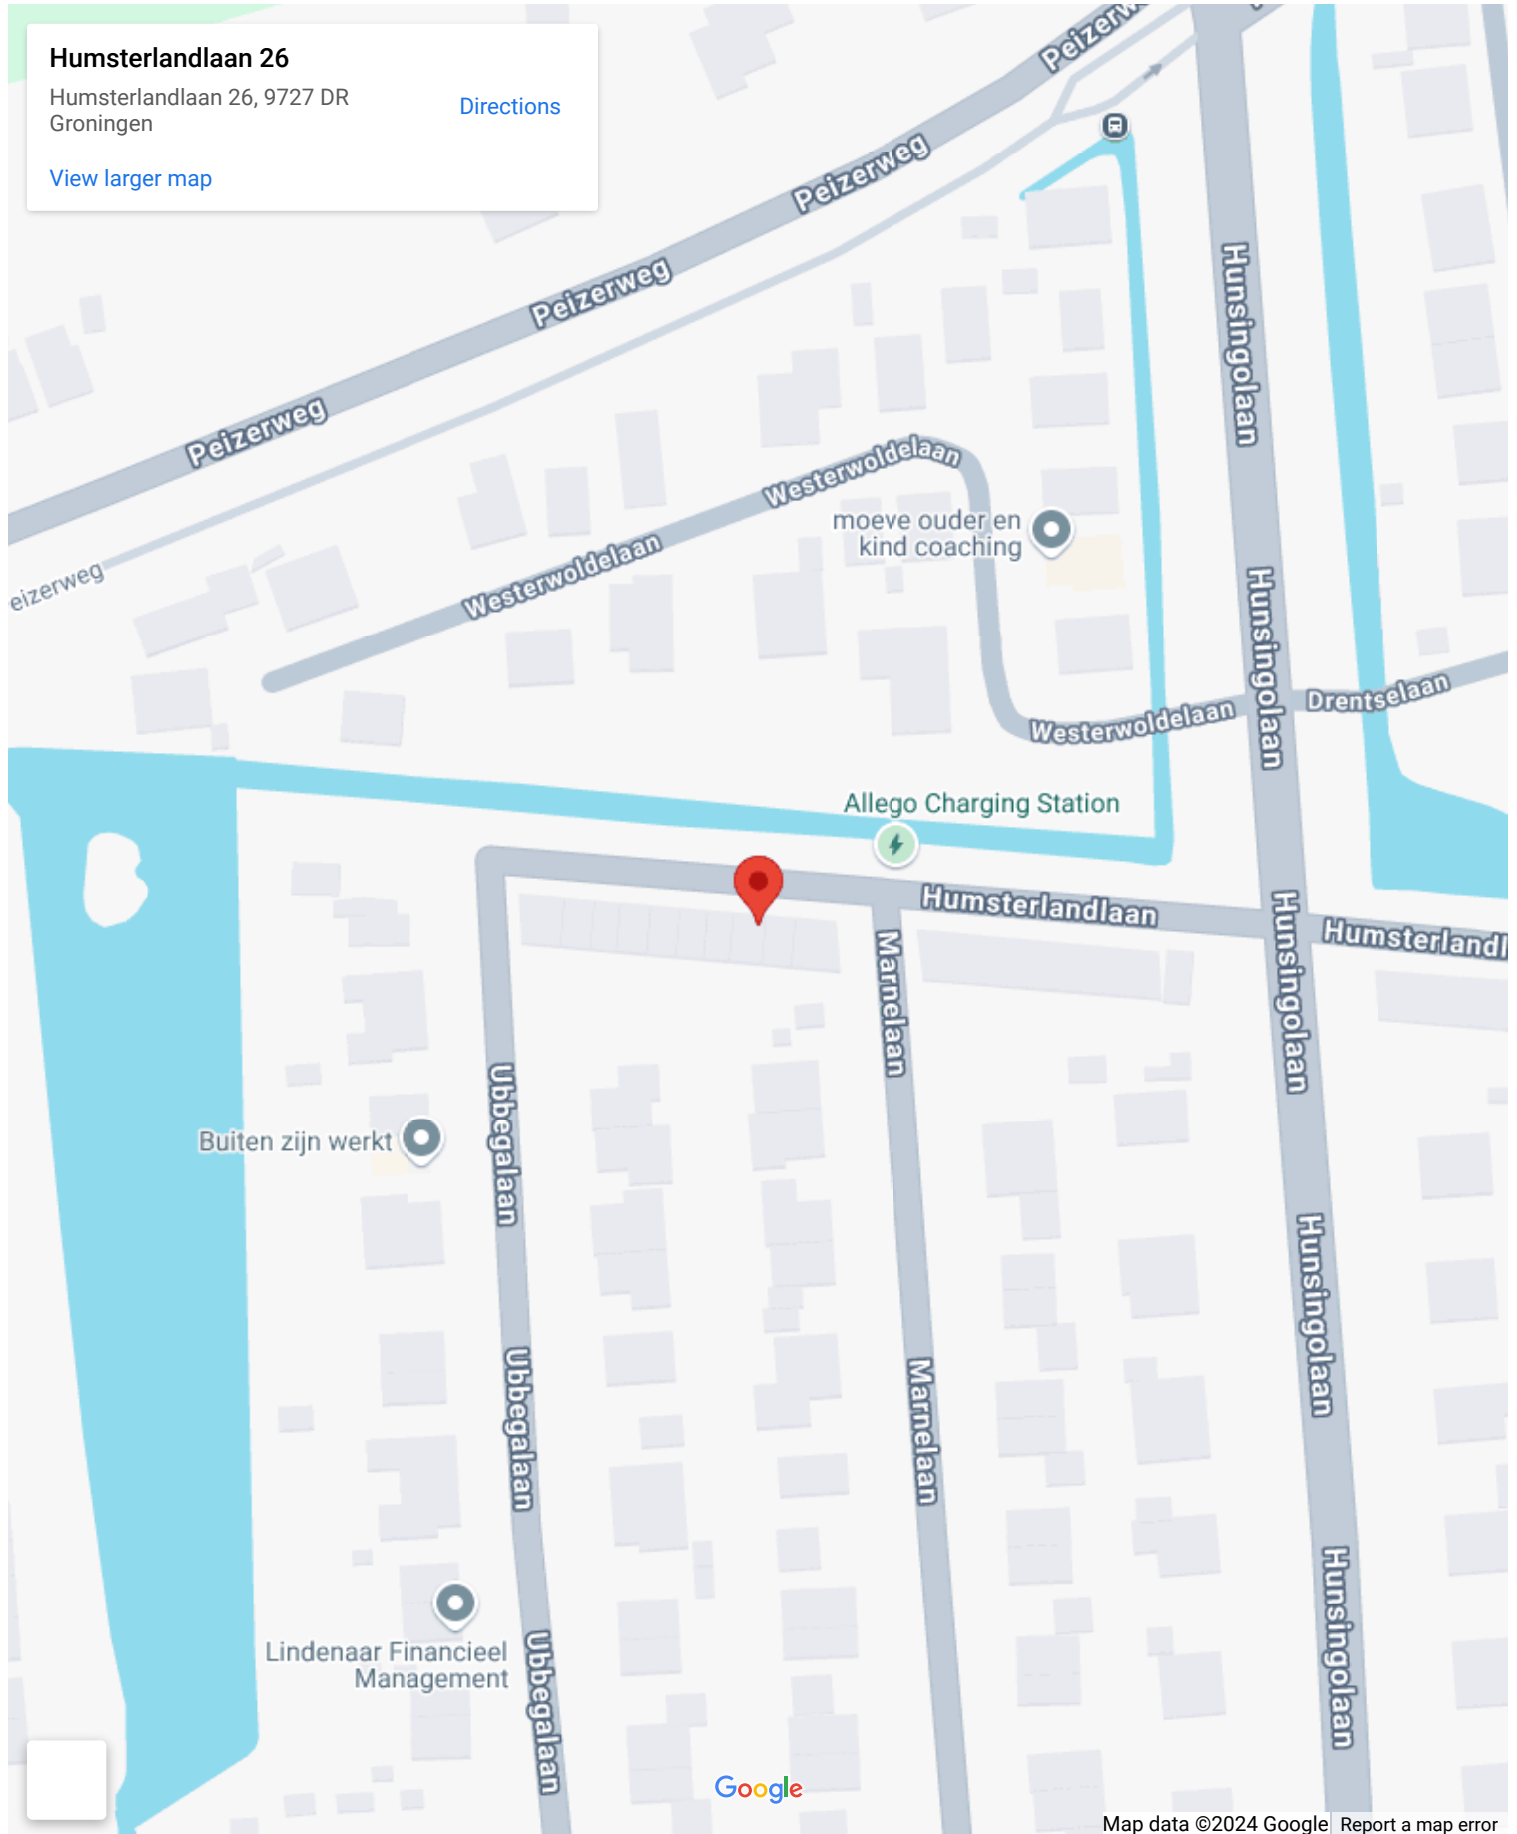 Humsterlandlaan 26
Humsterlandlaan 26, 9727 DR
Groningen
Directions
View larger map
Peizerw
Peizerweg
Peizerweg
Peizerweg
eizerweg
Hunsingolaan
Westerwoldelaan
Westerwoldelaan
moeve ouder en
kind coaching
Hunsingolaan
Westerwoldelaan
Drentselaan
Allego Charging Station
Humsterlandlaan
Humsterlandl
Hunsingolaan
Marnelaan
Ubbegalaan
Buiten zijn werkt
Hunsingolaan
Ubbegalaan
Marnelaan
Hunsingolaan
Lindenaar Financieel
Management
Ubbegalaan
Google
Map data ©2024 Google
Report a map error